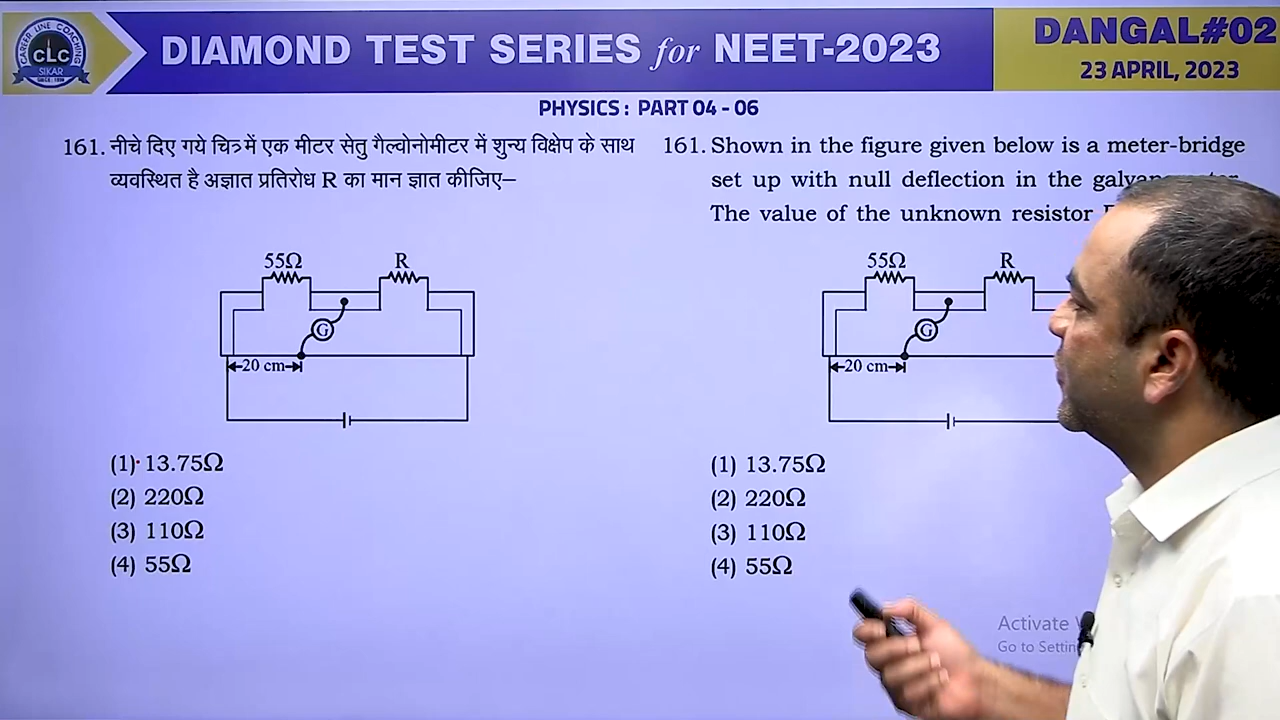 CAREER LINE COACHING
CLC
SIKAR
SINCE : 1996
DIAMOND TEST SERIES for NEET-2023
DANGAL#02
23 APRIL, 2023
PHYSICS : PART 04 - 06
161. नीचे दिए गये चित्र में एक मीटर सेतु गैल्वोनोमीटर में शुन्य विक्षेप के साथ
व्यवस्थित है अज्ञात प्रतिरोध R का मान ज्ञात कीजिए–
55Ω R
G
20 cm
(1) 13.75Ω
(2) 220Ω
(3) 110Ω
(4) 55Ω
161. Shown in the figure given below is a meter-bridge
set up with null deflection in the
The value of the unknown resistor
55Ω R
G
20 cm
(1) 13.75Ω
(2) 220Ω
(3) 110Ω
(4) 55Ω
Activate
Go to